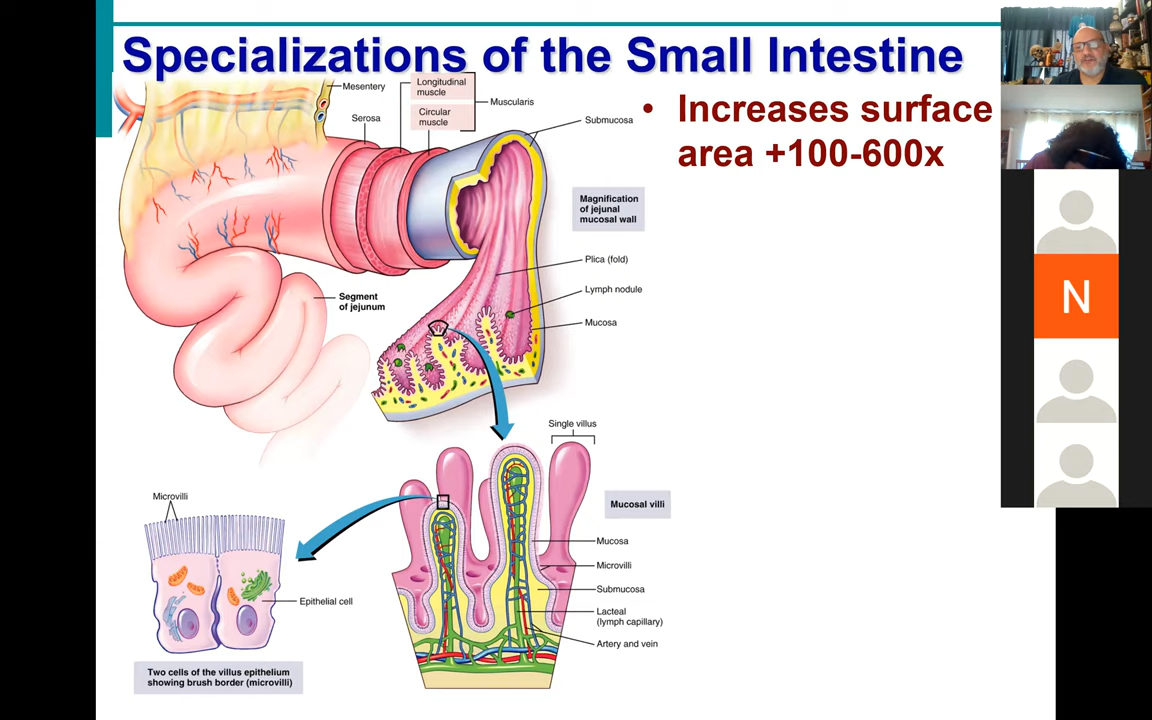 Specializations of the Small Intestine
• Increases surface
area +100-600x
Mesentery
Longitudinal
muscle
Circular
muscle
Muscularis
Serosa
Submucosa
Magnification
of jejunal
mucosal wall
Plica (fold)
Lymph nodule
Mucosa
Segment
of jejunum
Single villus
Mucosal villi
Microvilli
Mucosa
Microvilli
Submucosa
Lacteal
(lymph capillary)
Artery and vein
Epithelial cell
Two cells of the villus epithelium
showing brush border (microvilli)
N